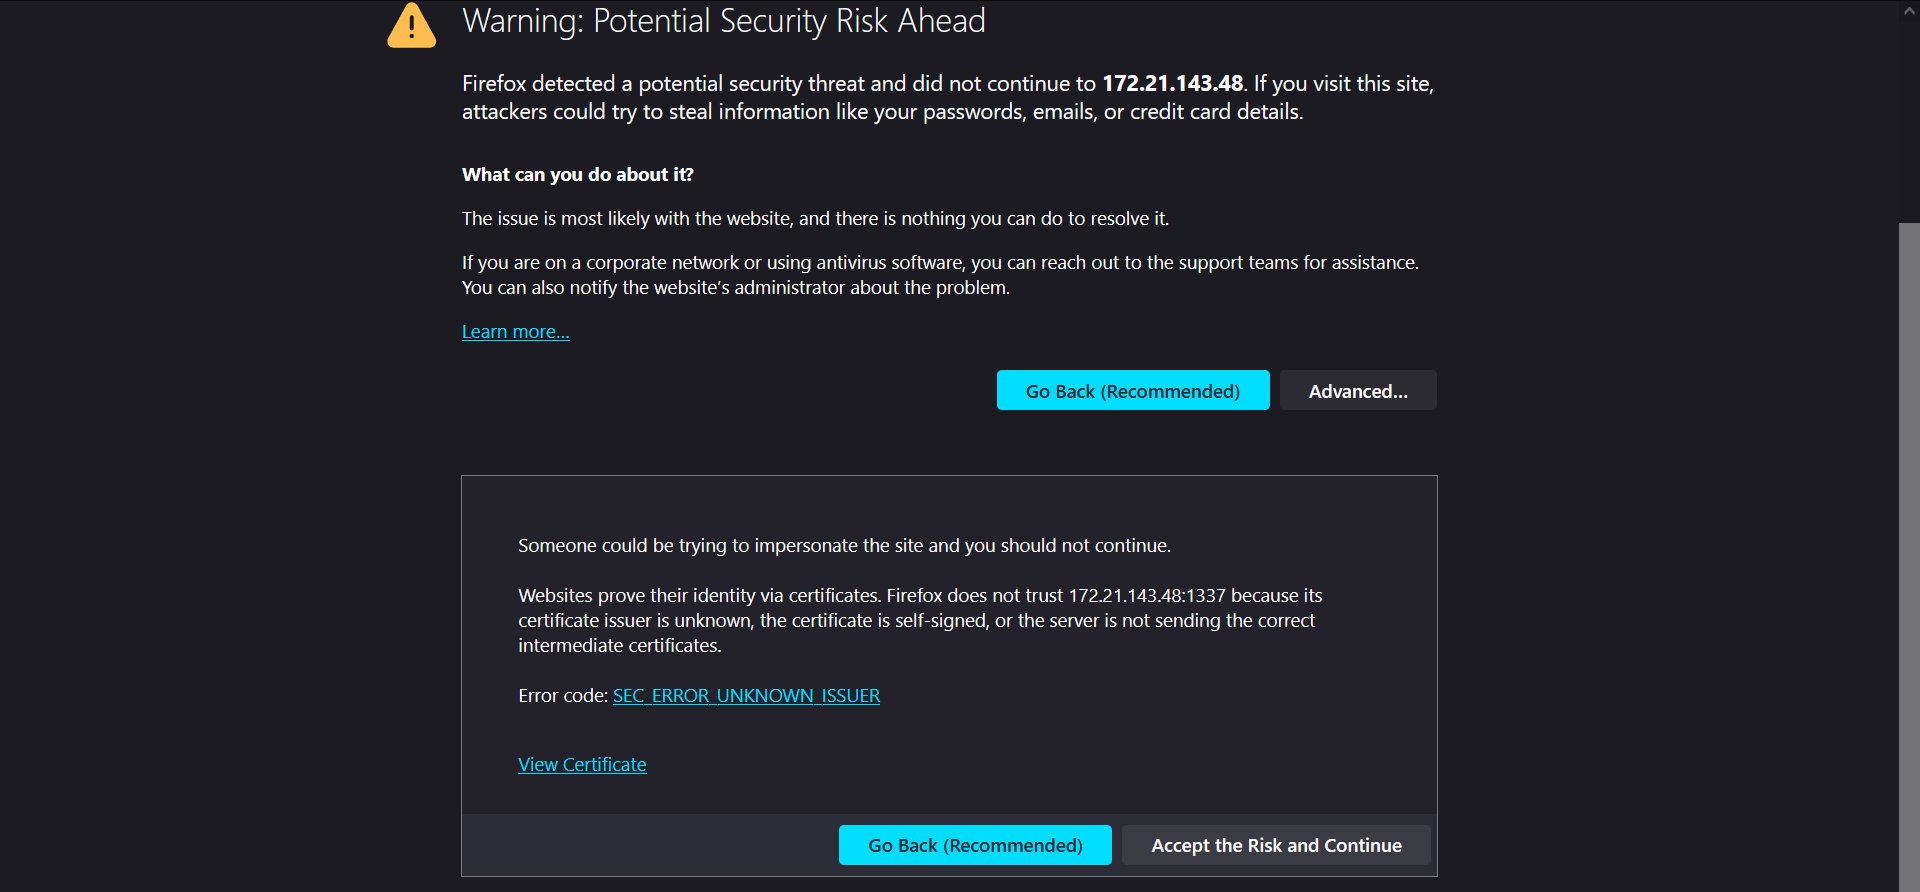 Warning: Potential Security Risk Ahead
Firefox detected a potential security threat and did not continue to 172.21.143.48. If you visit this site,
attackers could try to steal information like your passwords, emails, or credit card details.
What can you do about it?
The issue is most likely with the website, and there is nothing you can do to resolve it.
If you are on a corporate network or using antivirus software, you can reach out to the support teams for assistance.
You can also notify the website’s administrator about the problem.
Learn more…
Go Back (Recommended) Advanced…
Someone could be trying to impersonate the site and you should not continue.
Websites prove their identity via certificates. Firefox does not trust 172.21.143.48:1337 because its
certificate issuer is unknown, the certificate is self-signed, or the server is not sending the correct
intermediate certificates.
Error code: SEC_ERROR_UNKNOWN_ISSUER
View Certificate
Go Back (Recommended) Accept the Risk and Continue